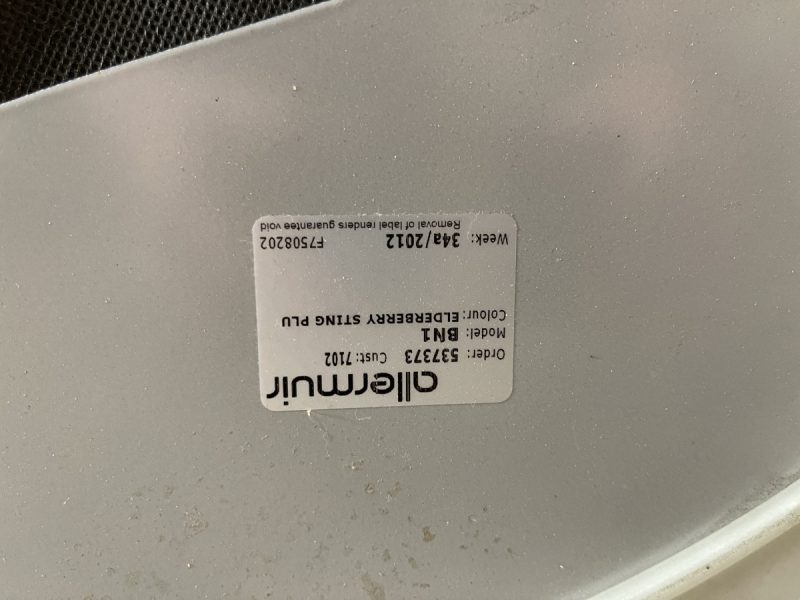 allermuir
Order: 537373 Cust: 7102
Model: BN1
Colour: ELDERBERRY STING PLU
Week: 34a/2012 F7508202
Removal of label renders guarantee void